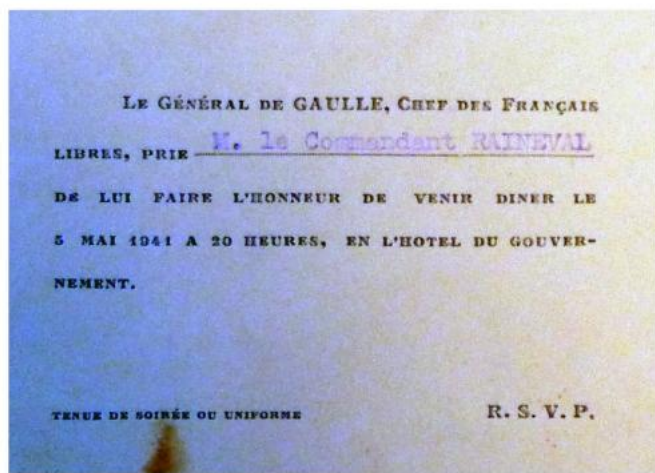 LE GÉNÉRAL DE GAULLE, CHEF DES FRANÇAIS
LIBRES, PRIE M. le Commandant RAINEVAL
DE LUI FAIRE L'HONNEUR DE VENIR DINER LE
5 MAI 1941 A 20 HEURES, EN L'HOTEL DU GOUVER-
NEMENT.
TENUE DE SOIRÉE OU UNIFORME R. S. V. P.